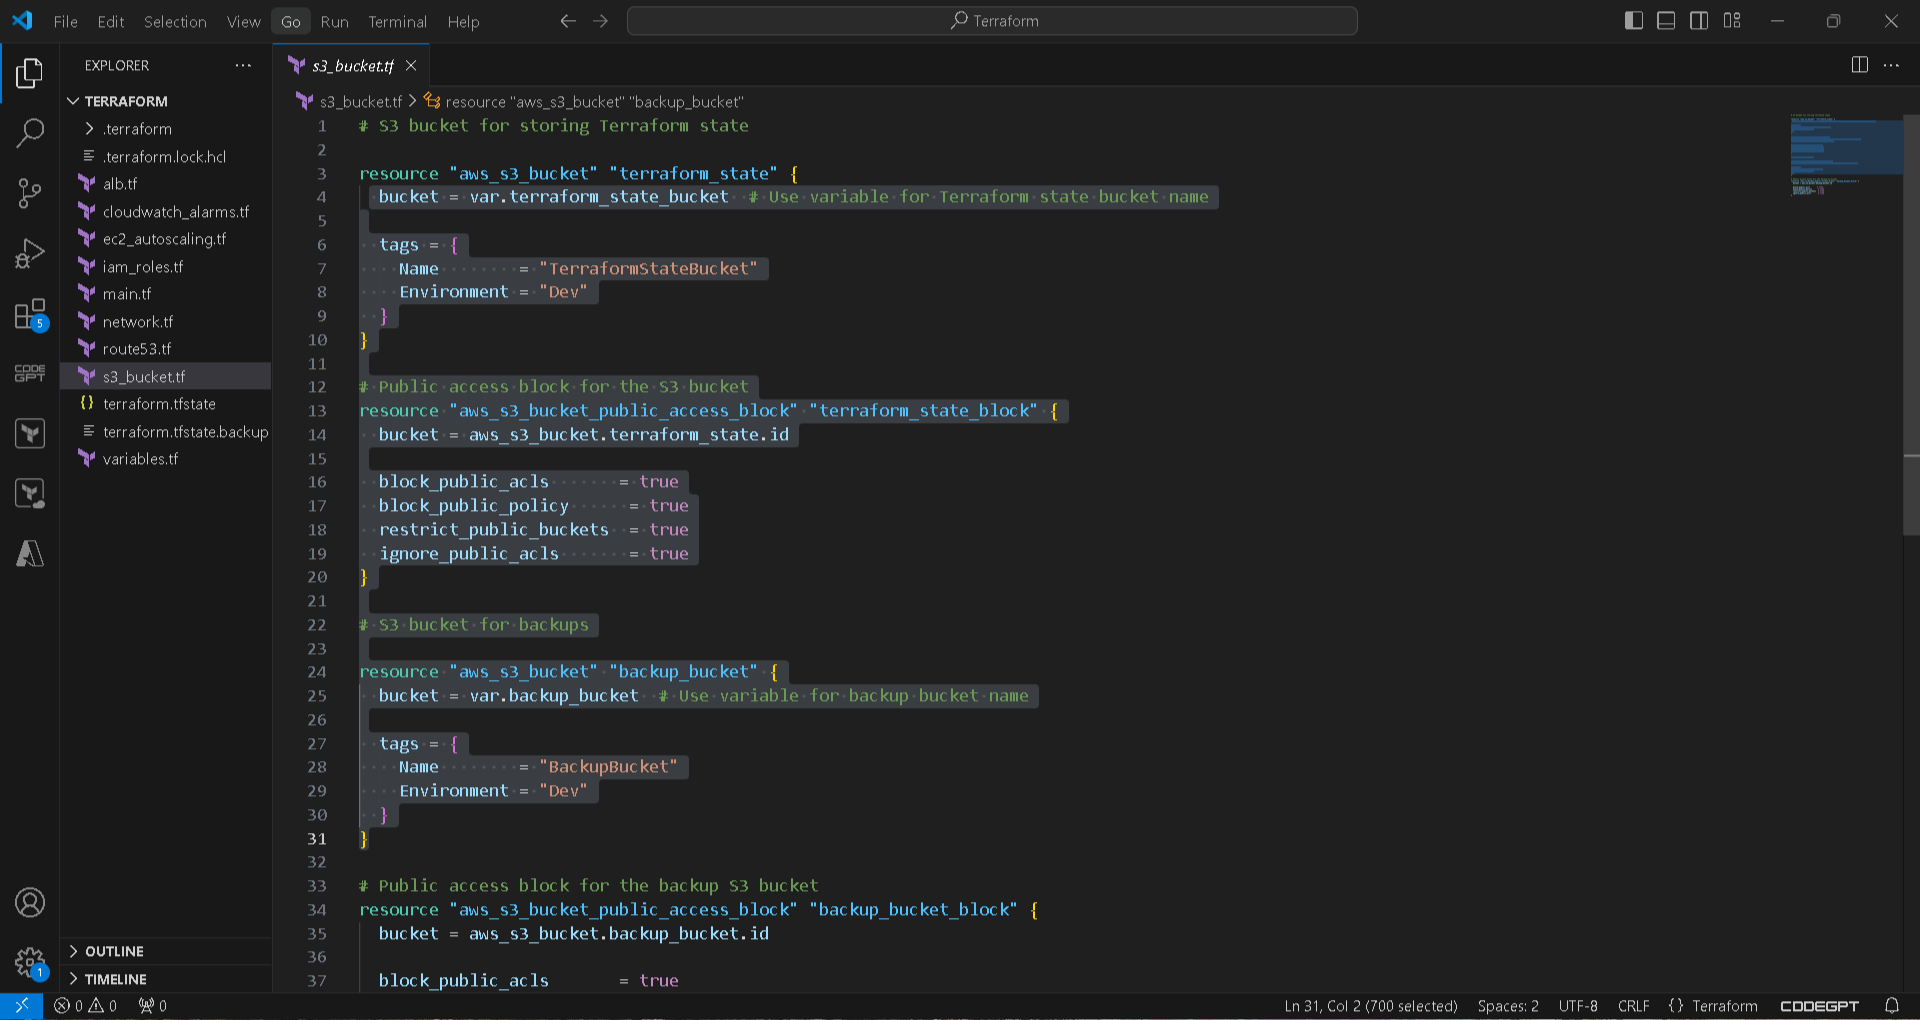 File Edit Selection View Go Run Terminal Help
Terraform
EXPLORER
s3_bucket.tf
TERRAFORM
.terraform
.terraform.lock.hcl
alb.tf
cloudwatch_alarms.tf
ec2_autoscaling.tf
iam_roles.tf
main.tf
network.tf
route53.tf
s3_bucket.tf
terraform.tfstate
terraform.tfstate.backup
variables.tf
5
CODE
GPT
OUTLINE
TIMELINE
1
s3_bucket.tf > resource "aws_s3_bucket" "backup_bucket"
1 # S3 bucket for storing Terraform state
2
3 resource "aws_s3_bucket" "terraform_state" {
4 bucket = var.terraform_state_bucket # Use variable for Terraform state bucket name
5
6 tags = {
7 Name = "TerraformStateBucket"
8 Environment = "Dev"
9 }
10 }
11
12 # Public access block for the S3 bucket
13 resource "aws_s3_bucket_public_access_block" "terraform_state_block" {
14 bucket = aws_s3_bucket.terraform_state.id
15
16 block_public_acls = true
17 block_public_policy = true
18 restrict_public_buckets = true
19 ignore_public_acls = true
20 }
21
22 # S3 bucket for backups
23
24 resource "aws_s3_bucket" "backup_bucket" {
25 bucket = var.backup_bucket # Use variable for backup bucket name
26
27 tags = {
28 Name = "BackupBucket"
29 Environment = "Dev"
30 }
31 }
32
33 # Public access block for the backup S3 bucket
34 resource "aws_s3_bucket_public_access_block" "backup_bucket_block" {
35 bucket = aws_s3_bucket.backup_bucket.id
36
37 block_public_acls = true
0 0 0
Ln 31, Col 2 (700 selected) Spaces: 2 UTF-8 CRLF {} Terraform CODEGPT